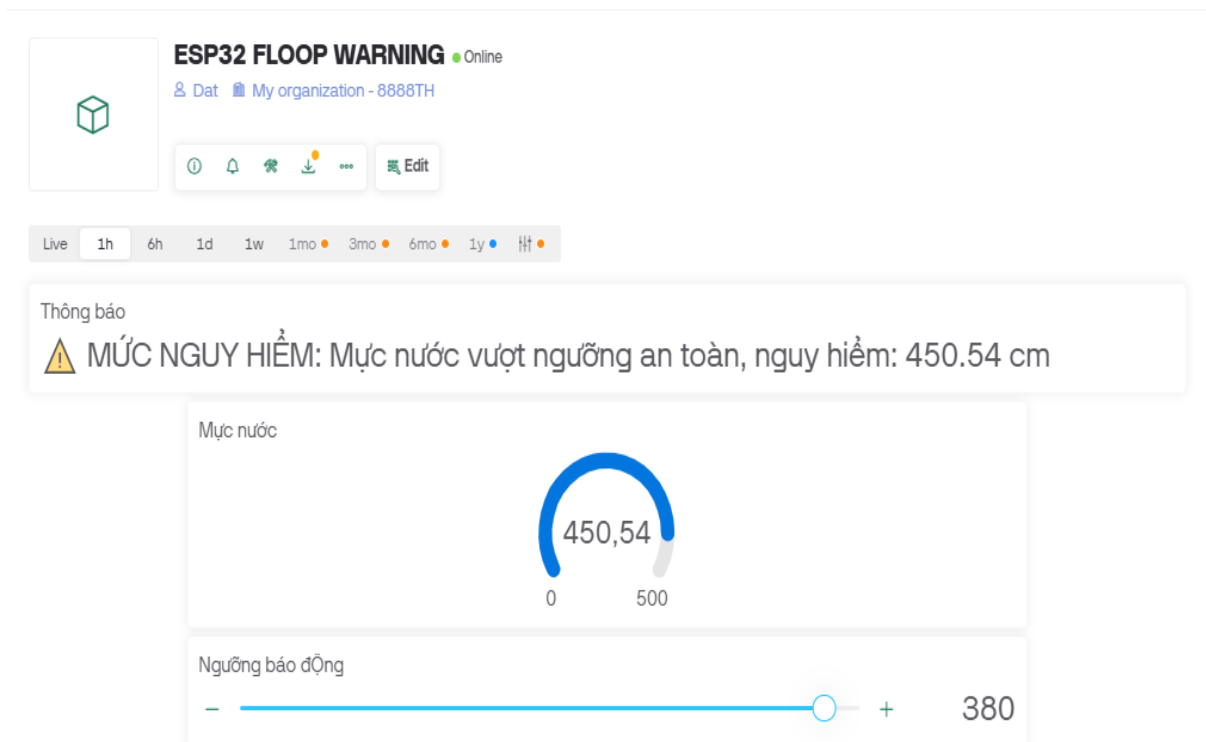 ESP32 FLOOP WARNING Online
Dat My organization - 8888TH
Edit
Live 1h 6h 1d 1w 1mo 3mo 6mo 1y
Thông báo
⚠ MỨC NGUY HIỂM: Mực nước vượt ngưỡng an toàn, nguy hiểm: 450.54 cm
Mực nước
450,54
0 500
Ngưỡng báo đỘng
− + 380